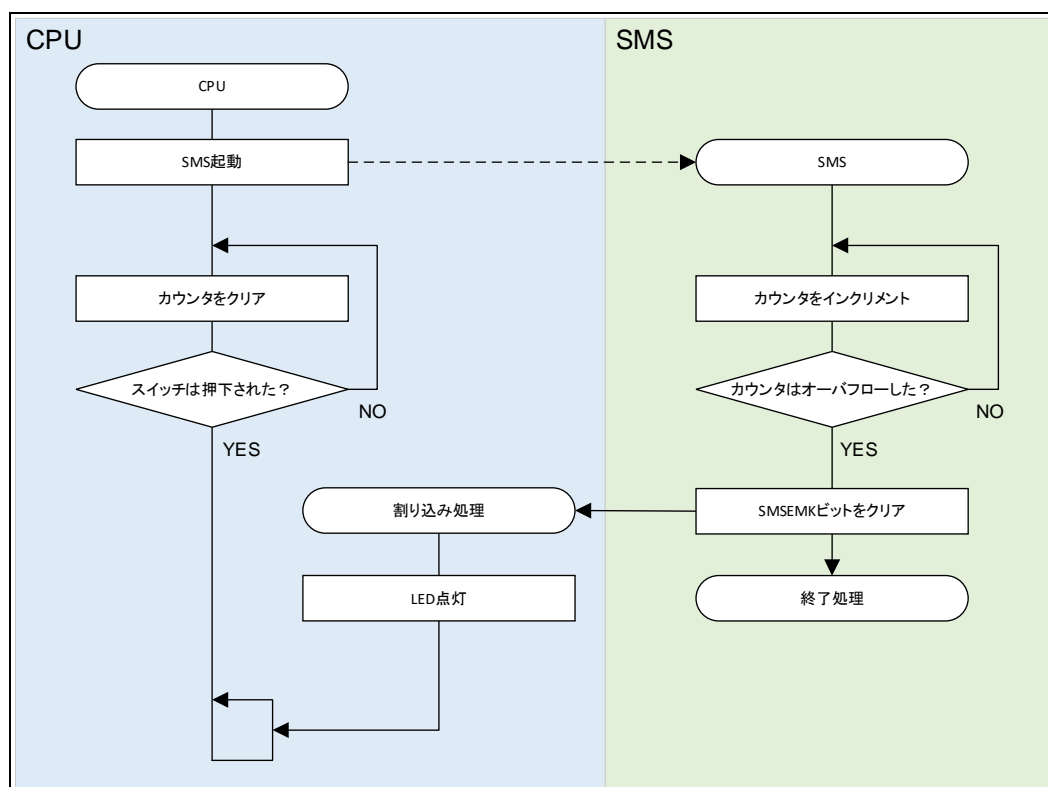 CPU
SMS
CPU
SMS起動
SMS
カウンタをクリア
カウンタをインクリメント
スイッチは押下された？
NO
カウンタはオーバフローした？
NO
YES
YES
割り込み処理
SMSEMKビットをクリア
LED点灯
終了処理